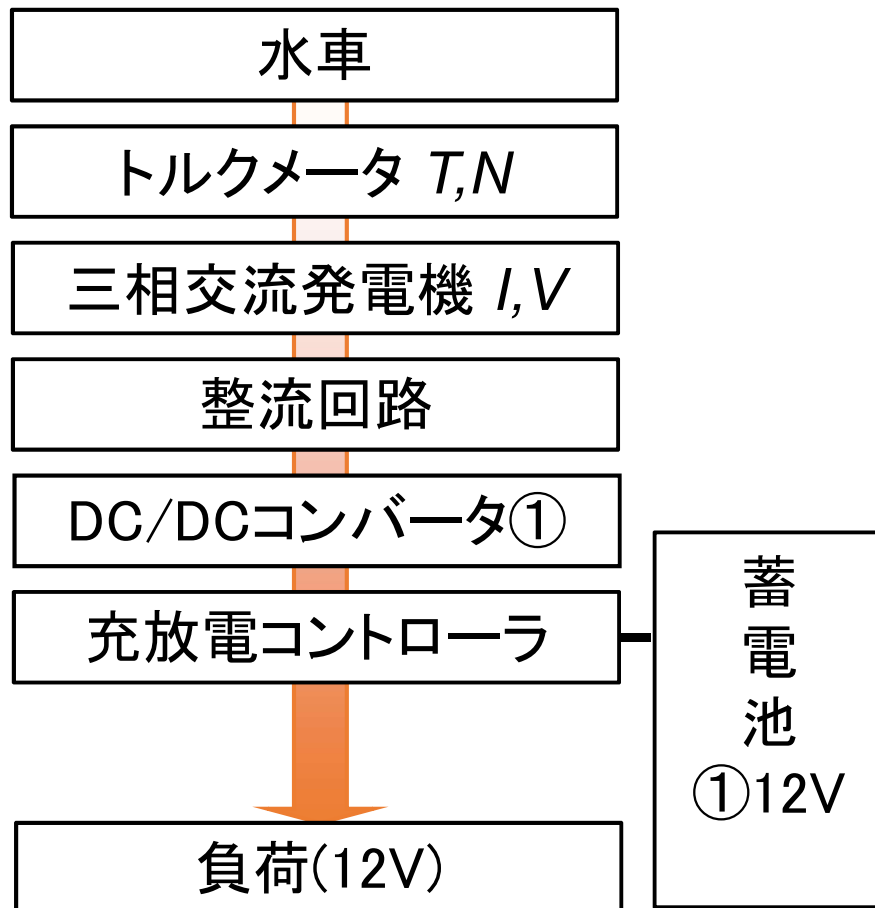 水車
トルクメータ T,N
三相交流発電機 I,V
整流回路
DC/DCコンバータ①
充放電コントローラ
蓄
電
池
①12V
負荷(12V)